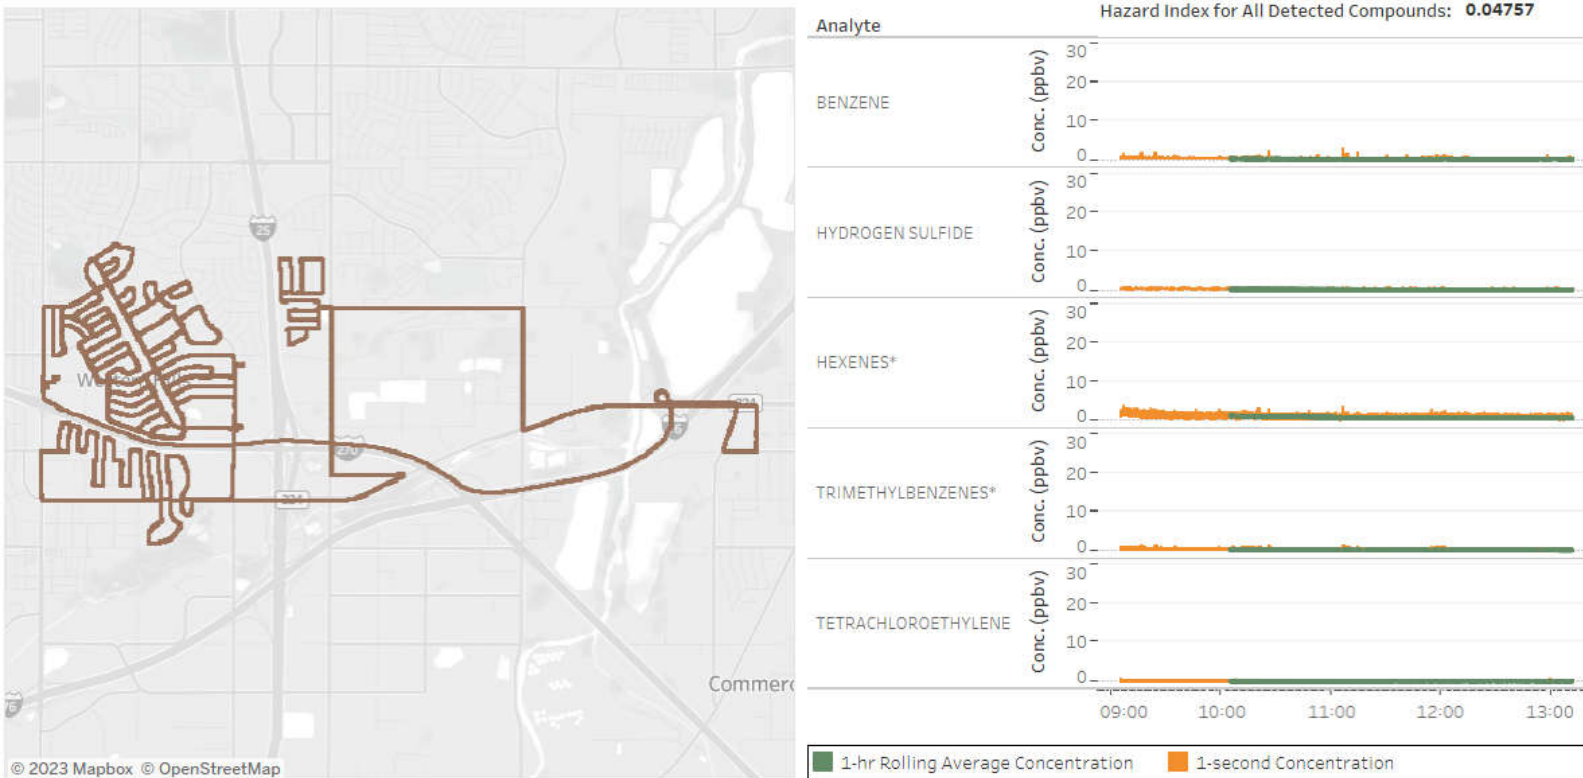 25
270
224
224
76
Commerc
© 2023 Mapbox © OpenStreetMap
Hazard Index for All Detected Compounds: 0.04757
Analyte
BENZENE
Conc. (ppbv)
30
20
10
0
HYDROGEN SULFIDE
Conc. (ppbv)
30
20
10
0
HEXENES*
Conc. (ppbv)
30
20
10
0
TRIMETHYLBENZENES*
Conc. (ppbv)
30
20
10
0
TETRACHLOROETHYLENE
Conc. (ppbv)
30
20
10
0
09:00 10:00 11:00 12:00 13:00
1-hr Rolling Average Concentration 1-second Concentration